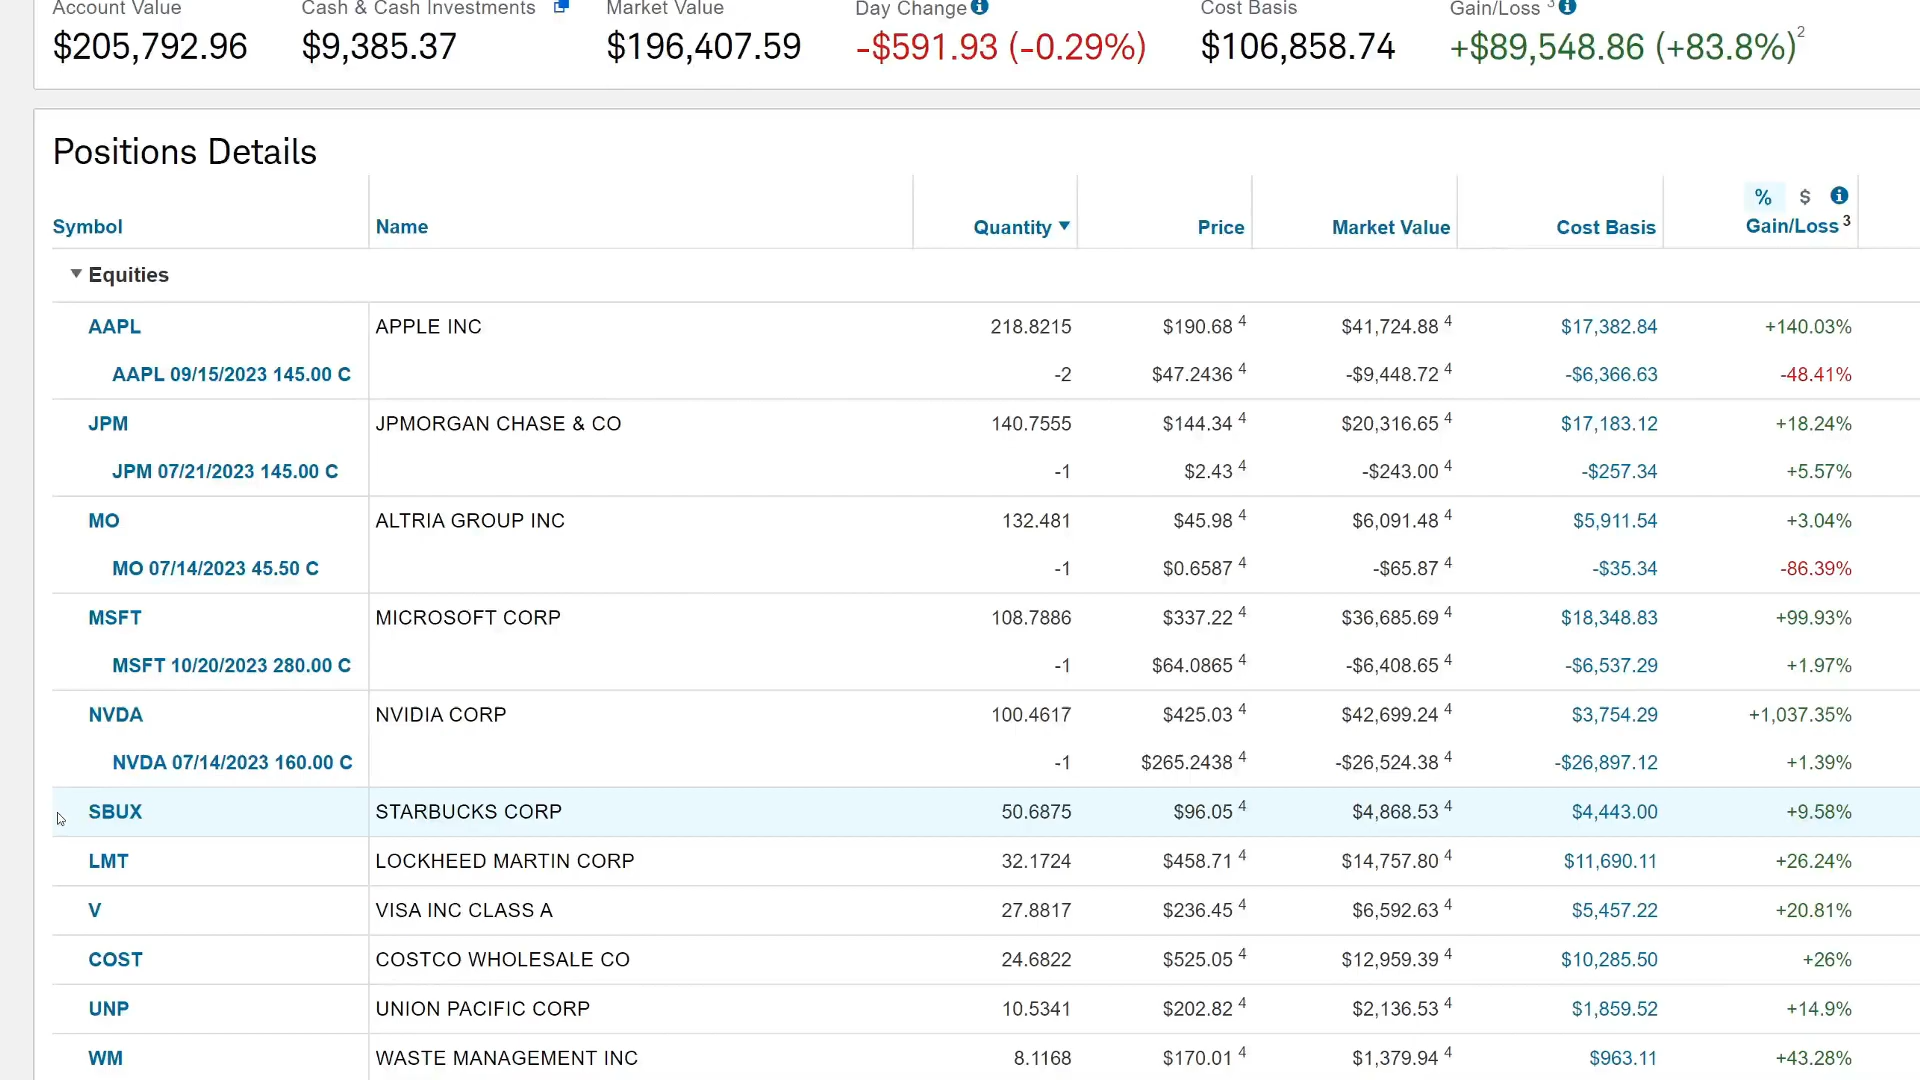 Account Value Cash & Cash Investments Market Value Day Change Cost Basis Gain/Loss 3
$205,792.96 $9,385.37 $196,407.59 -$591.93 (-0.29%) $106,858.74 +$89,548.86 (+83.8%) 2
Positions Details
% $
Symbol Name Quantity ▼ Price Market Value Cost Basis Gain/Loss 3
▼ Equities
AAPL APPLE INC 218.8215 $190.68 4 $41,724.88 4 $17,382.84 +140.03%
AAPL 09/15/2023 145.00 C -2 $47.2436 4 -$9,448.72 4 -$6,366.63 -48.41%
JPM JPMORGAN CHASE & CO 140.7555 $144.34 4 $20,316.65 4 $17,183.12 +18.24%
JPM 07/21/2023 145.00 C -1 $2.43 4 -$243.00 4 -$257.34 +5.57%
MO ALTRIA GROUP INC 132.481 $45.98 4 $6,091.48 4 $5,911.54 +3.04%
MO 07/14/2023 45.50 C -1 $0.6587 4 -$65.87 4 -$35.34 -86.39%
MSFT MICROSOFT CORP 108.7886 $337.22 4 $36,685.69 4 $18,348.83 +99.93%
MSFT 10/20/2023 280.00 C -1 $64.0865 4 -$6,408.65 4 -$6,537.29 +1.97%
NVDA NVIDIA CORP 100.4617 $425.03 4 $42,699.24 4 $3,754.29 +1,037.35%
NVDA 07/14/2023 160.00 C -1 $265.2438 4 -$26,524.38 4 -$26,897.12 +1.39%
SBUX STARBUCKS CORP 50.6875 $96.05 4 $4,868.53 4 $4,443.00 +9.58%
LMT LOCKHEED MARTIN CORP 32.1724 $458.71 4 $14,757.80 4 $11,690.11 +26.24%
V VISA INC CLASS A 27.8817 $236.45 4 $6,592.63 4 $5,457.22 +20.81%
COST COSTCO WHOLESALE CO 24.6822 $525.05 4 $12,959.39 4 $10,285.50 +26%
UNP UNION PACIFIC CORP 10.5341 $202.82 4 $2,136.53 4 $1,859.52 +14.9%
WM WASTE MANAGEMENT INC 8.1168 $170.01 4 $1,379.94 4 $963.11 +43.28%